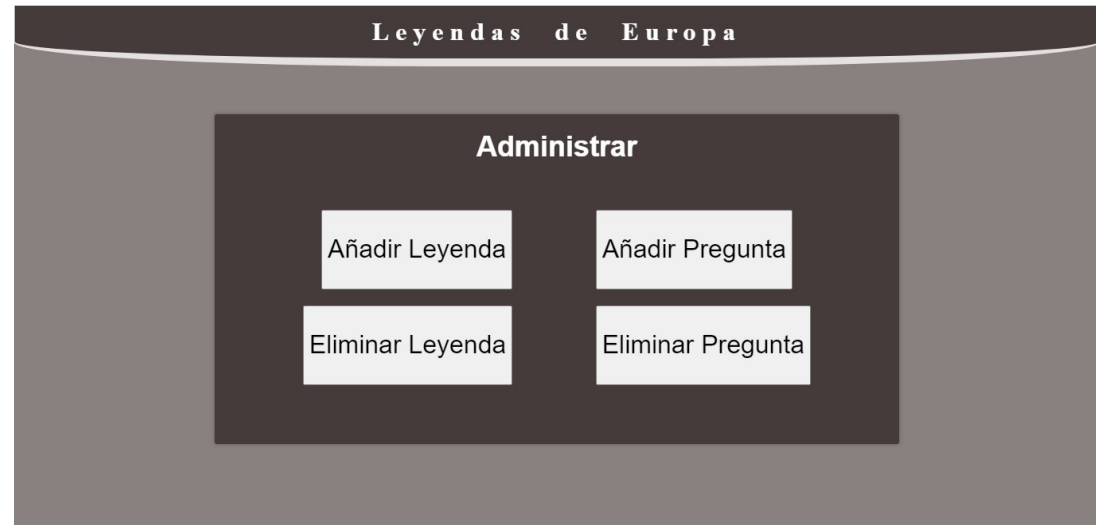 Leyendas de Europa
Administrar
Añadir Leyenda
Añadir Pregunta
Eliminar Leyenda
Eliminar Pregunta